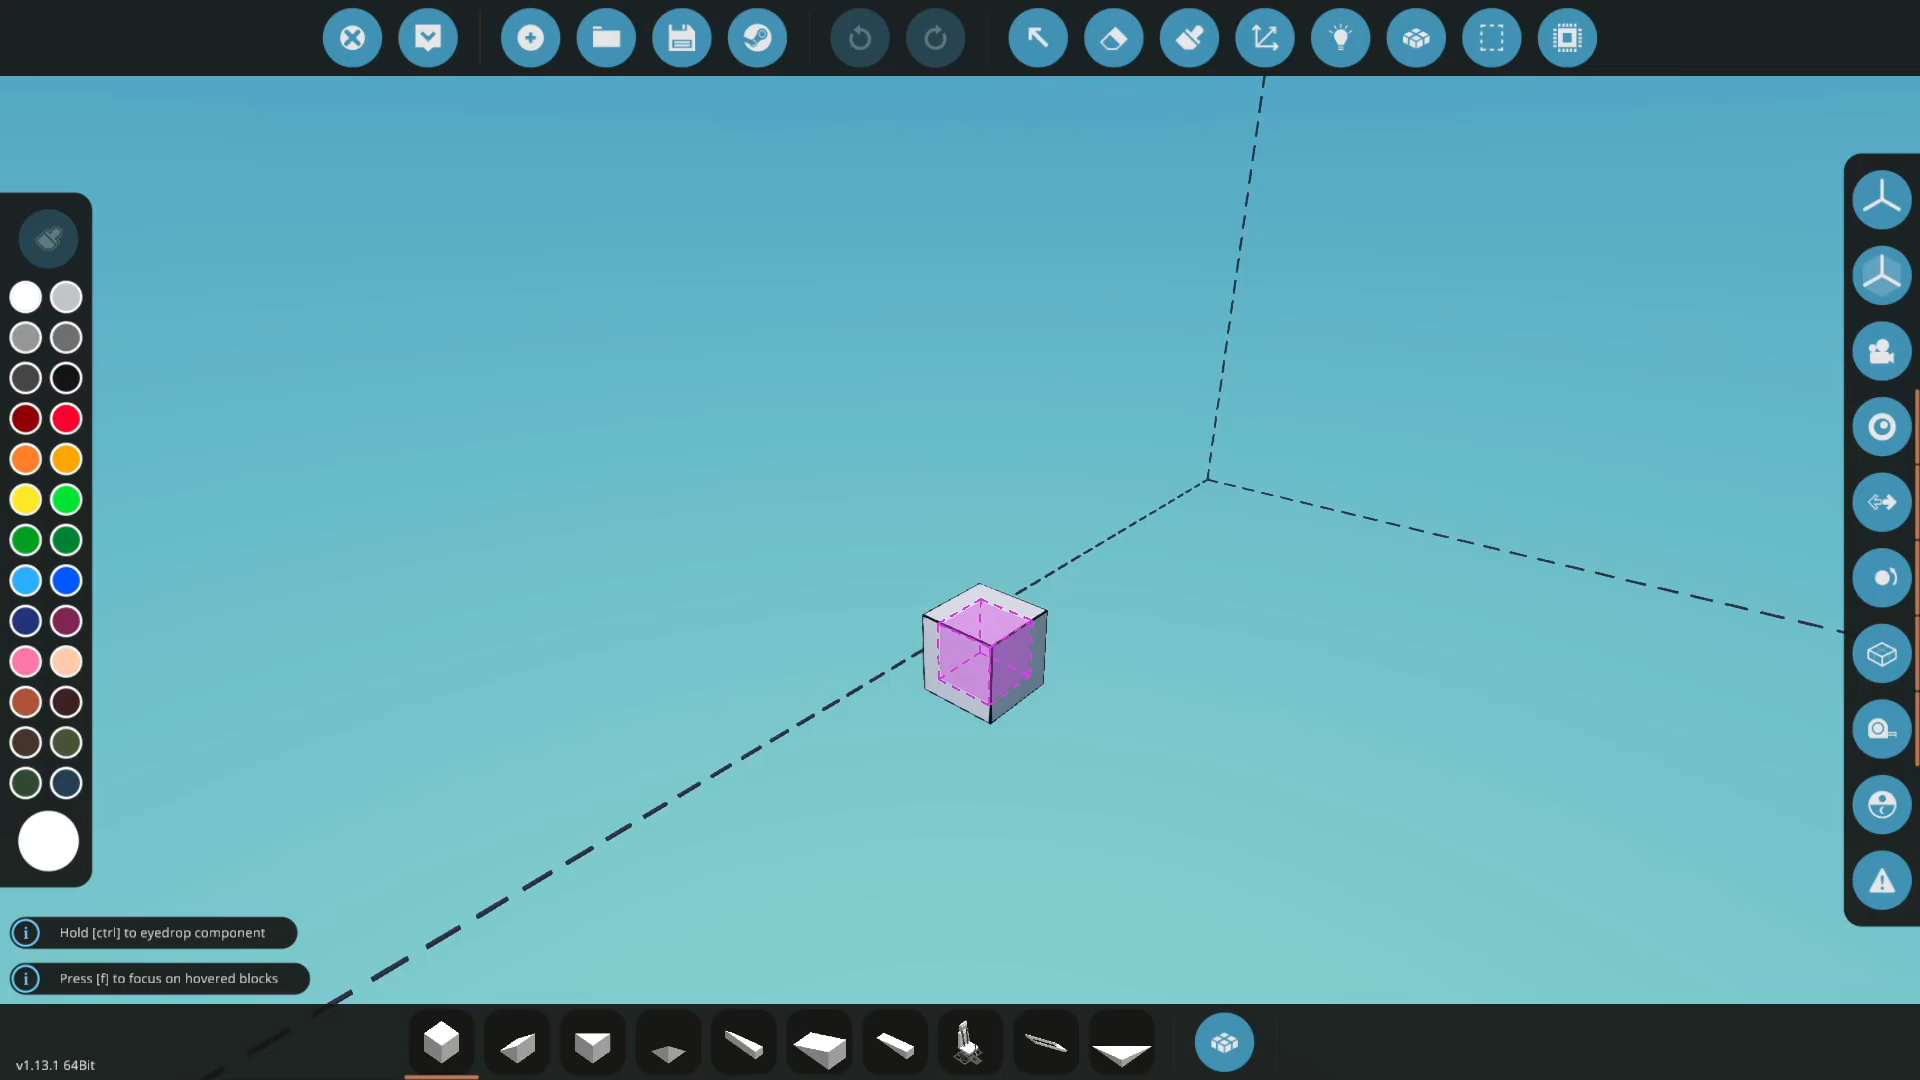 Hold [ctrl] to eyedrop component
Press [f] to focus on hovered blocks
v1.13.1 64Bit